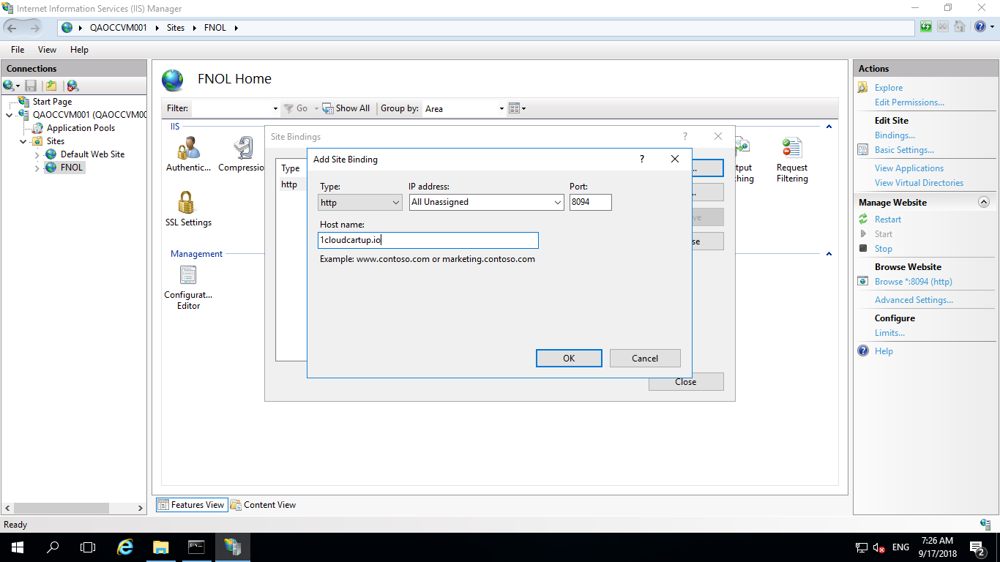 Internet Information Services (IIS) Manager
QAOCCVM001 Sites FNOL
File View Help
Connections
Start Page
QAOCCVM001 (QAOCCVM00
Application Pools
Sites
Default Web Site
FNOL
FNOL Home
Filter: Go Show All Group by: Area
IIS
Authentic... Compressio
tput
ching
Request
Filtering
SSL Settings
Management
Configurat...
Editor
Site Bindings
?
Type
http
...
...
ve
se
Close
Add Site Binding
?
Type: IP address: Port:
http All Unassigned 8094
Host name:
1cloudcartup.io
Example: www.contoso.com or marketing.contoso.com
OK Cancel
Features View Content View
Actions
Explore
Edit Permissions...
Edit Site
Bindings...
Basic Settings...
View Applications
View Virtual Directories
Manage Website
Restart
Start
Stop
Browse Website
Browse *:8094 (http)
Advanced Settings...
Configure
Limits...
Help
Ready
ENG
7:26 AM
9/17/2018
2